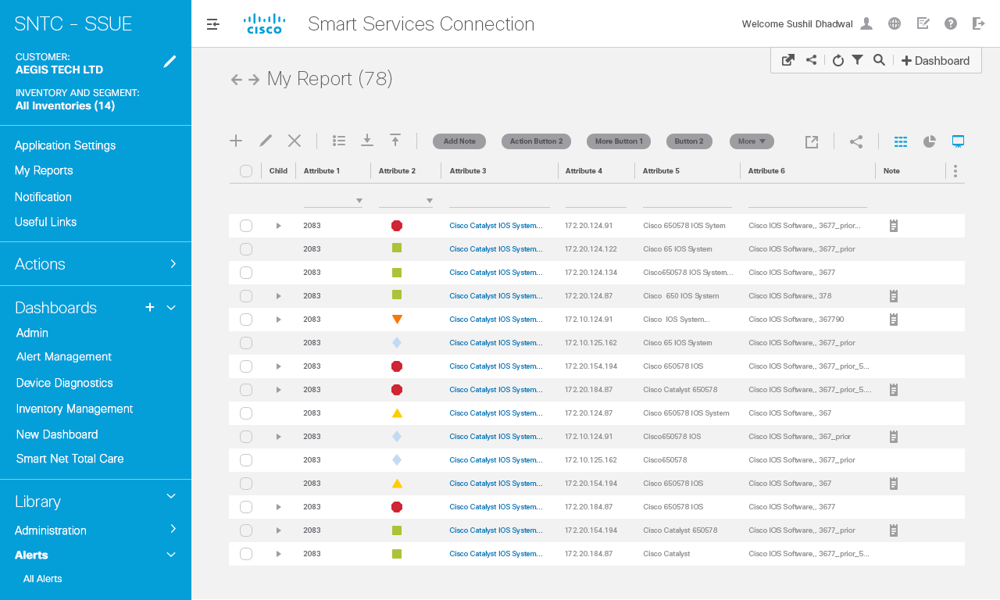 SNTC – SSUE
CUSTOMER:
AEGIS TECH LTD
INVENTORY AND SEGMENT:
All Inventories (14)
Application Settings
My Reports
Notification
Useful Links
Actions
Dashboards
Admin
Alert Management
Device Diagnostics
Inventory Management
New Dashboard
Smart Net Total Care
Library
Administration
Alerts
All Alerts
CISCO
Smart Services Connection
Welcome Sushil Dhadwal
Dashboard
My Report (78)
Add Note Action Button 2 More Button 1 Button 2 More
Child Attribute 1 Attribute 2 Attribute 3 Attribute 4 Attribute 5 Attribute 6 Note
2083 Cisco Catalyst IOS System... 172.20.124.91 Cisco 650578 IOS Sytem Cisco IOS Software,, 3677_prior...
2083 Cisco Catalyst IOS System... 172.20.124.122 Cisco 65 IOS System Cisco IOS Software,, 3677_prior
2083 Cisco Catalyst IOS System... 172.20.124.134 Cisco650578 IOS System... Cisco IOS Software,, 3677
2083 Cisco Catalyst IOS System... 172.20.124.87 Cisco 650 IOS System Cisco IOS Software,, 378
2083 Cisco Catalyst IOS System... 172.10.124.91 Cisco IOS System... Cisco IOS Software,, 367790
2083 Cisco Catalyst IOS System... 172.10.125.162 Cisco 65 IOS System Cisco IOS Software,, 3677_prior
2083 Cisco Catalyst IOS System... 172.20.154.194 Cisco 650578 IOS Cisco IOS Software,, 3677_prior_5...
2083 Cisco Catalyst IOS System... 172.20.184.87 Cisco Catalyst 650578 Cisco IOS Software,, 3677_prior_5....
2083 Cisco Catalyst IOS System... 172.20.124.87 Cisco 650578 IOS System Cisco IOS Software,, 367
2083 Cisco Catalyst IOS System... 172.10.124.91 Cisco650578 IOS Cisco IOS Software,, 367_prior
2083 Cisco Catalyst IOS System... 172.10.125.162 Cisco650578 Cisco IOS Software,, 3677_prior
2083 Cisco Catalyst IOS System... 172.20.154.194 Cisco 650578 IOS Cisco IOS Software,, 367
2083 Cisco Catalyst IOS System... 172.20.184.87 Cisco 650578 IOS Cisco IOS Software,, 3677
2083 Cisco Catalyst IOS System... 172.20.154.194 Cisco Catalyst 650578 Cisco IOS Software,, 3677_prior
2083 Cisco Catalyst IOS System... 172.20.184.87 Cisco Catalyst Cisco IOS Software,, 3677_prior_5...